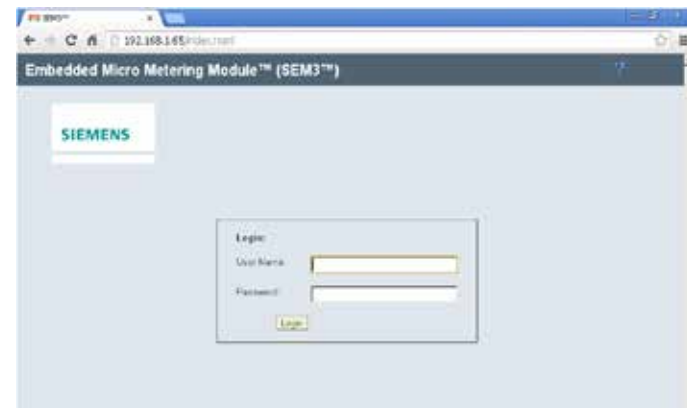 192.168.1.65/index.html
Embedded Micro Metering Module™ (SEM3™)
?
SIEMENS
Login
User Name
Password
Login